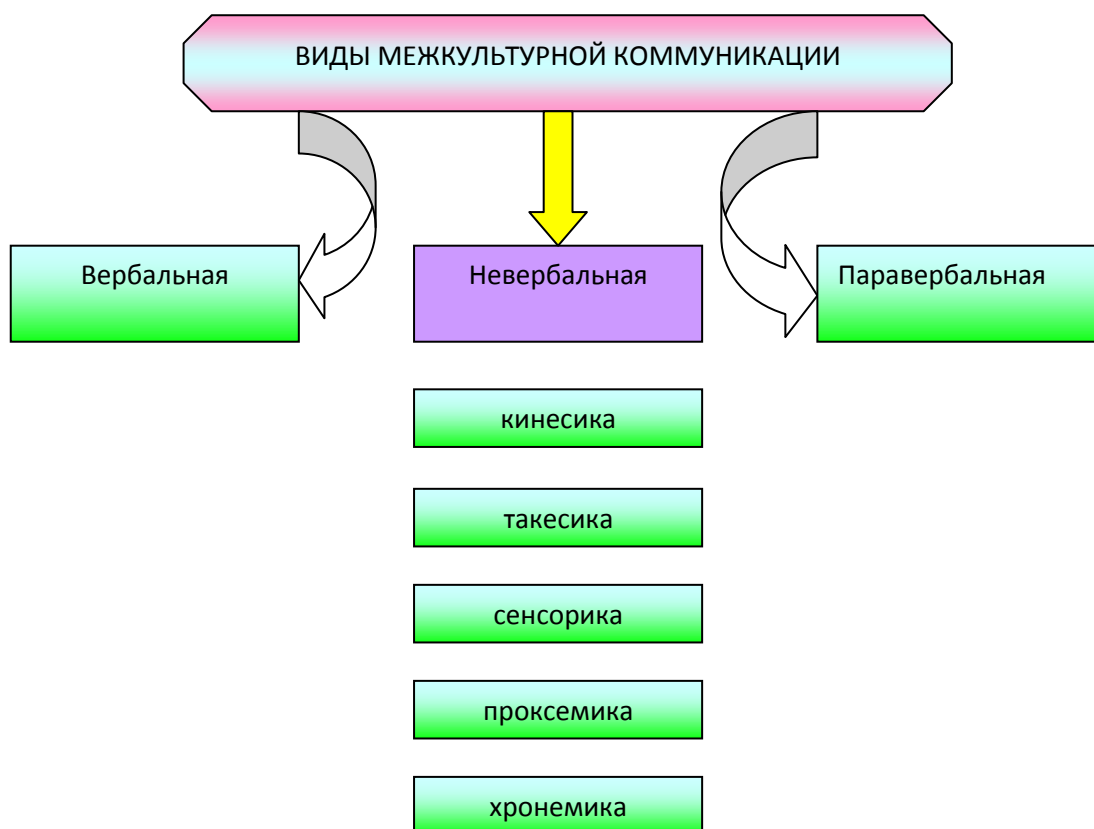 ВИДЫ МЕЖКУЛЬТУРНОЙ КОММУНИКАЦИИ
Вербальная
Невербальная
Паравербальная
кинесика
такесика
сенсорика
проксемика
хронемика